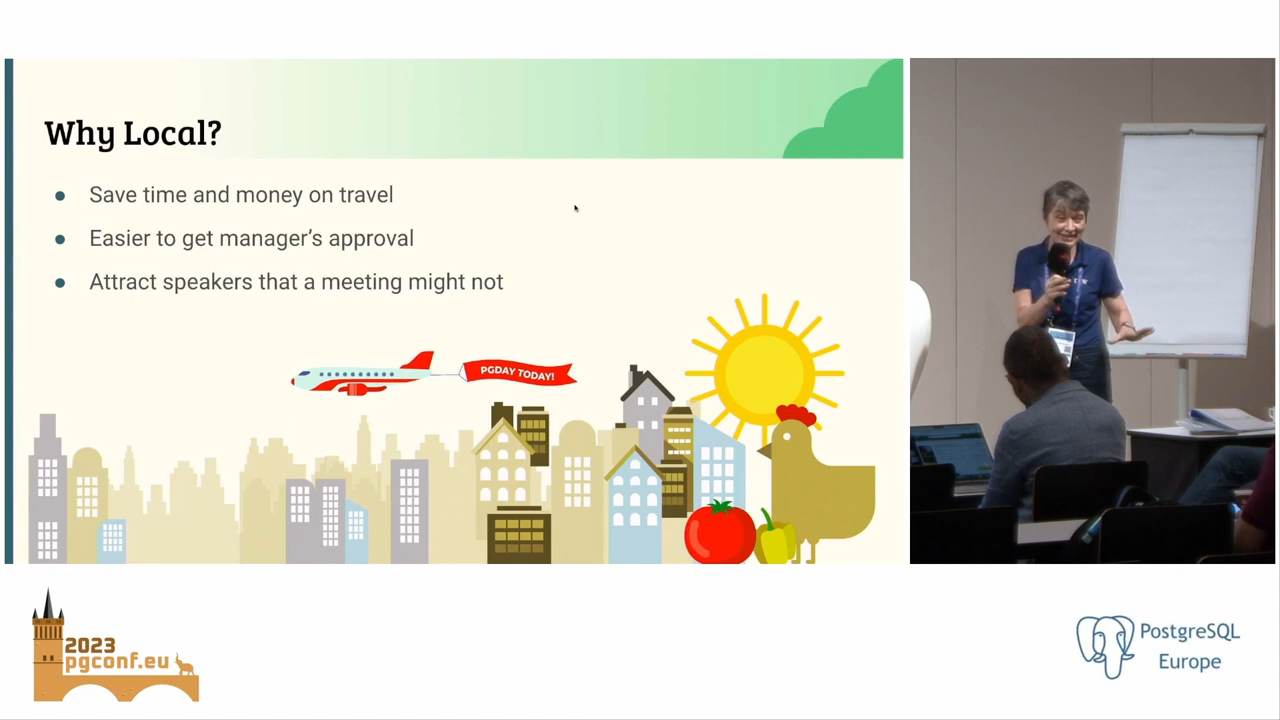 Why Local?
Save time and money on travel
Easier to get manager’s approval
Attract speakers that a meeting might not
PGDAY TODAY!
2023
pgconf.eu
PostgreSQL
Europe